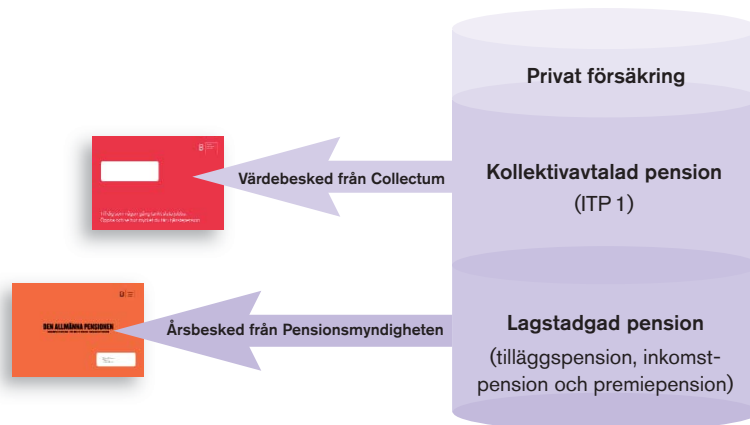 Privat försäkring
Värdebesked från Collectum
Kollektivavtalad pension
(ITP 1)
DEN ALLMÄNNA PENSIONEN
Årsbesked från Pensionsmyndigheten
Lagstadgad pension
(tilläggspension, inkomst-
pension och premiepension)